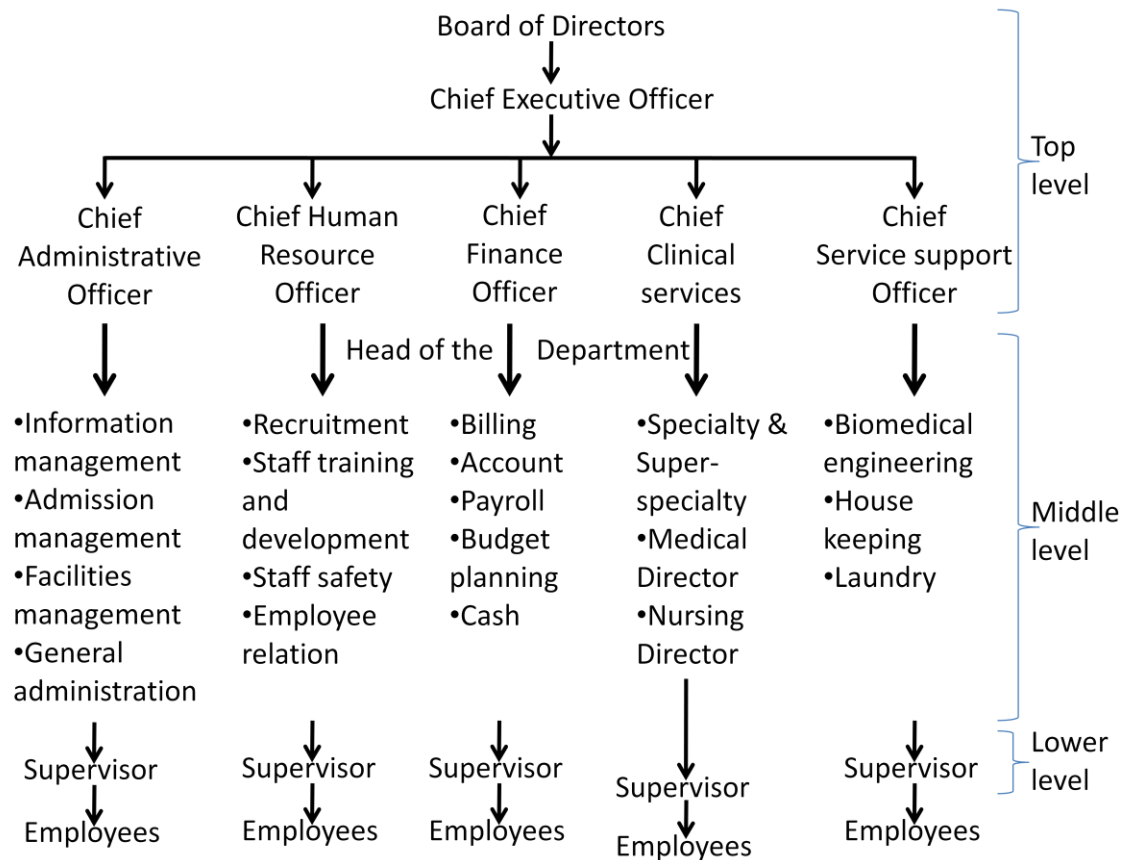 Board of Directors
Chief Executive Officer
Top
level
Chief
Administrative
Officer
Chief Human
Resource
Officer
Chief
Finance
Officer
Chief
Clinical
services
Chief
Service support
Officer
Head of the Department
•Information
management
•Admission
management
•Facilities
management
•General
administration
•Recruitment
•Staff training
and
development
•Staff safety
•Employee
relation
•Billing
•Account
•Payroll
•Budget
planning
•Cash
•Specialty &
Super-
specialty
•Medical
Director
•Nursing
Director
•Biomedical
engineering
•House
keeping
•Laundry
Middle
level
Supervisor
Employees
Supervisor
Employees
Supervisor
Employees
Supervisor
Employees
Supervisor
Employees
Lower
level